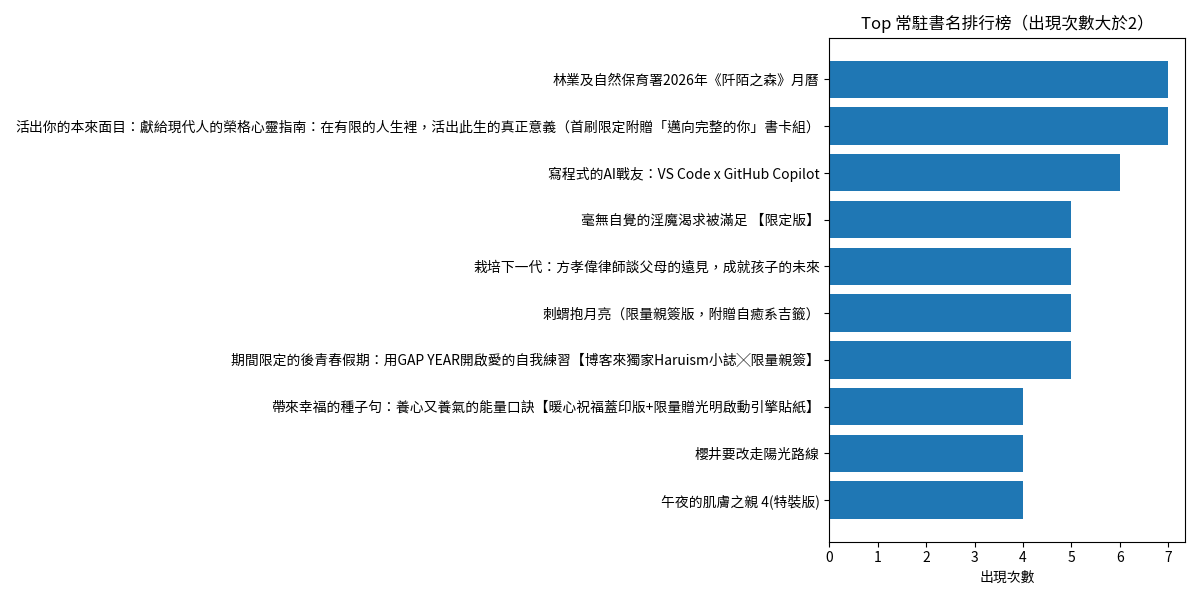 Top 常駐書名排行榜（出現次數大於2）
林業及自然保育署2026年《阡陌之森》月曆
活出你的本來面目：獻給現代人的榮格心靈指南：在有限的人生裡，活出此生的真正意義（首刷限定附贈「邁向完整的你」書卡組）
寫程式的AI戰友：VS Code x GitHub Copilot
毫無自覺的淫魔渴求被滿足 【限定版】
栽培下一代：方孝偉律師談父母的遠見，成就孩子的未來
刺蝟抱月亮（限量親簽版，附贈自癒系吉籤）
期間限定的後青春假期：用GAP YEAR開啟愛的自我練習【博客來獨家Haruism小誌╳限量親簽】
帶來幸福的種子句：養心又養氣的能量口訣【暖心祝福蓋印版+限量贈光明啟動引擎貼紙】
櫻井要改走陽光路線
午夜的肌膚之親 4(特裝版)
0 1 2 3 4 5 6 7
出現次數